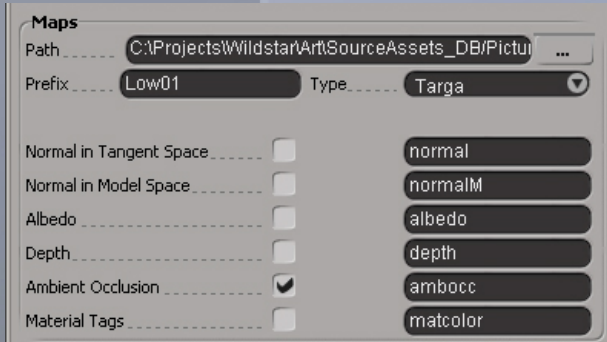 Maps
Path C:\Projects\Wildstar\Art\SourceAssets_DB/Pictur ...
Prefix Low01 Type Targa
Normal in Tangent Space normal
Normal in Model Space normalM
Albedo albedo
Depth depth
Ambient Occlusion ambocc
Material Tags matcolor